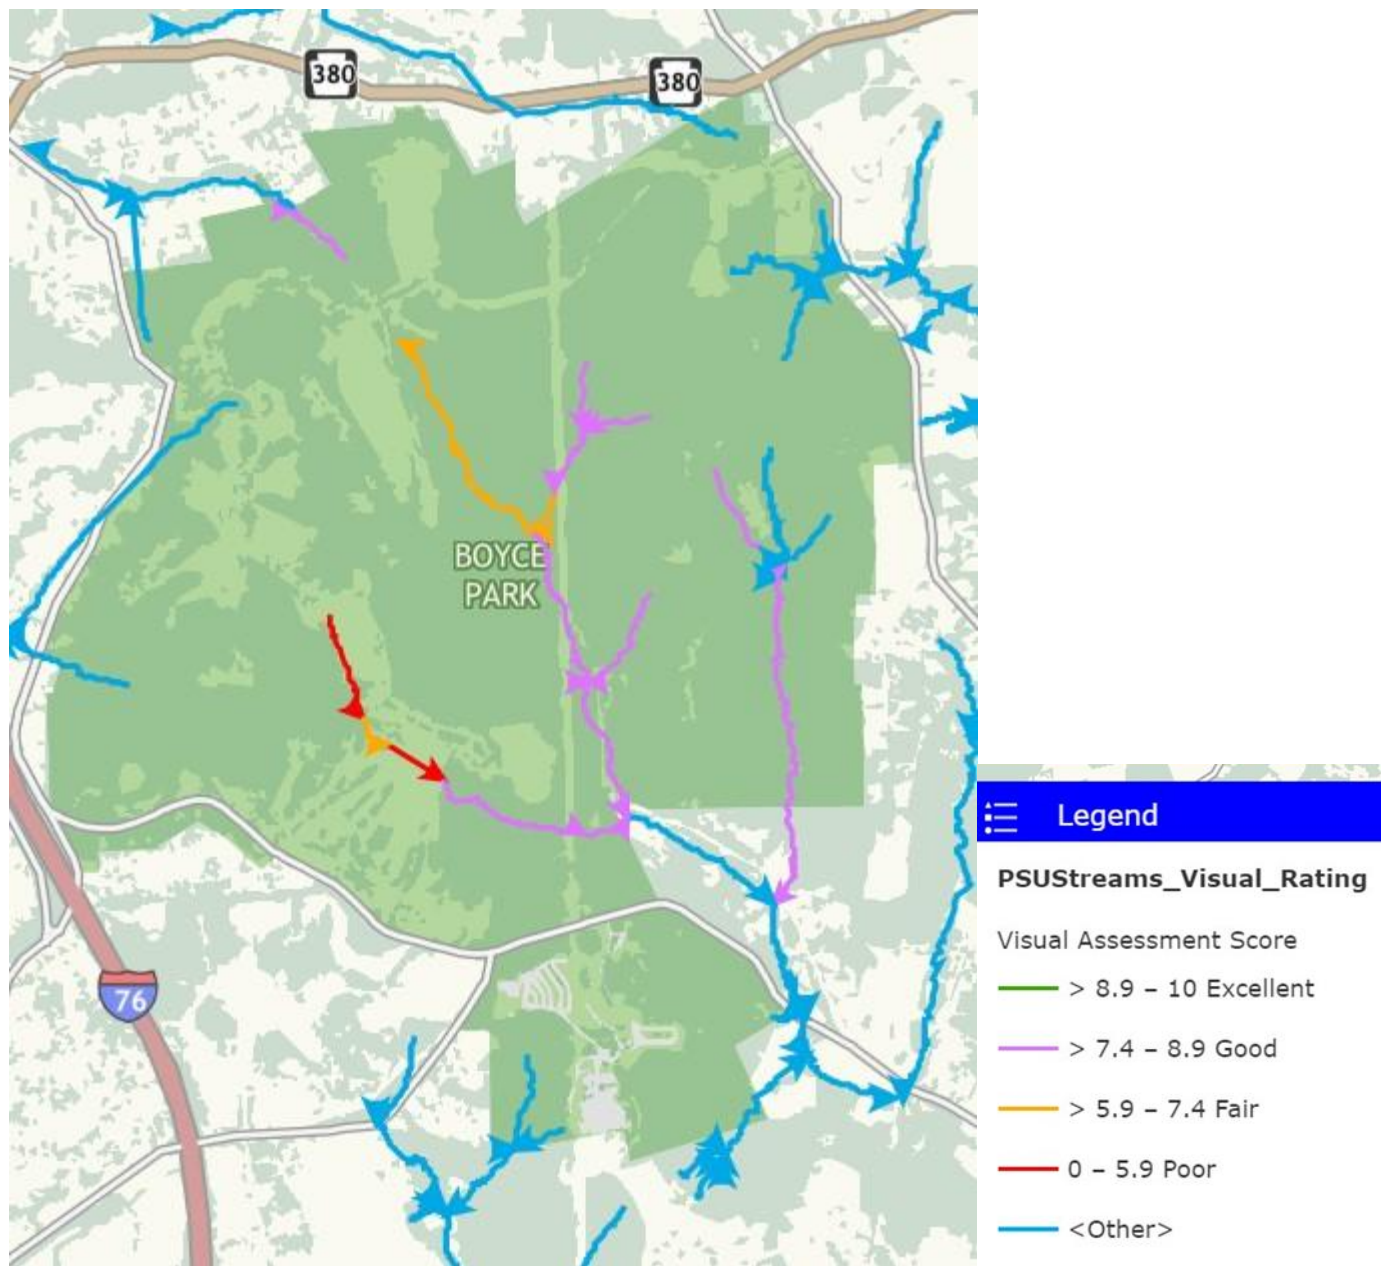 380
380
BOYCE
PARK
76
Legend
PSUStreams_Visual_Rating
Visual Assessment Score
> 8.9 – 10 Excellent
> 7.4 – 8.9 Good
> 5.9 – 7.4 Fair
0 – 5.9 Poor
<Other>